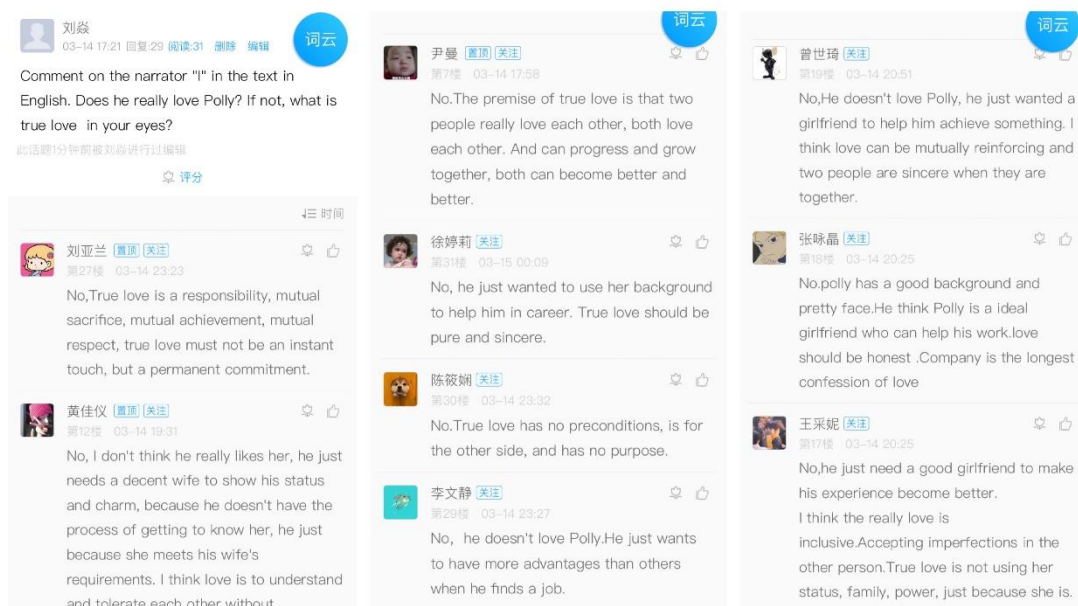 刘焱
03-14 17:21 回复:29 阅读:31 删除 编辑
词云
Comment on the narrator "I" in the text in
English. Does he really love Polly? If not, what is
true love in your eyes?
此话题1分钟前被刘焱进行过编辑
评分
时间
刘亚兰 置顶 关注
第27楼 03-14 23:23
No,True love is a responsibility, mutual
sacrifice, mutual achievement, mutual
respect, true love must not be an instant
touch, but a permanent commitment.
黄佳仪 置顶 关注
第12楼 03-14 19:31
No, I don't think he really likes her, he just
needs a decent wife to show his status
and charm, because he doesn't have the
process of getting to know her, he just
because she meets his wife's
requirements. I think love is to understand
and tolerate each other without
词云
尹曼 置顶 关注
第7楼 03-14 17:58
No.The premise of true love is that two
people really love each other, both love
each other. And can progress and grow
together, both can become better and
better.
徐婷莉 关注
第31楼 03-15 00:09
No, he just wanted to use her background
to help him in career. True love should be
pure and sincere.
陈筱娴 关注
第30楼 03-14 23:32
No.True love has no preconditions, is for
the other side, and has no purpose.
李文静 关注
第29楼 03-14 23:27
No, he doesn't love Polly.He just wants
to have more advantages than others
when he finds a job.
词云
曾世琦 关注
第19楼 03-14 20:51
No,He doesn't love Polly, he just wanted a
girlfriend to help him achieve something. I
think love can be mutually reinforcing and
two people are sincere when they are
together.
张咏晶 关注
第18楼 03-14 20:25
No.polly has a good background and
pretty face.He think Polly is a ideal
girlfriend who can help his work.love
should be honest .Company is the longest
confession of love
王采妮 关注
第17楼 03-14 20:25
No,he just need a good girlfriend to make
his experience become better.
I think the really love is
inclusive.Accepting imperfections in the
other person.True love is not using her
status, family, power, just because she is.